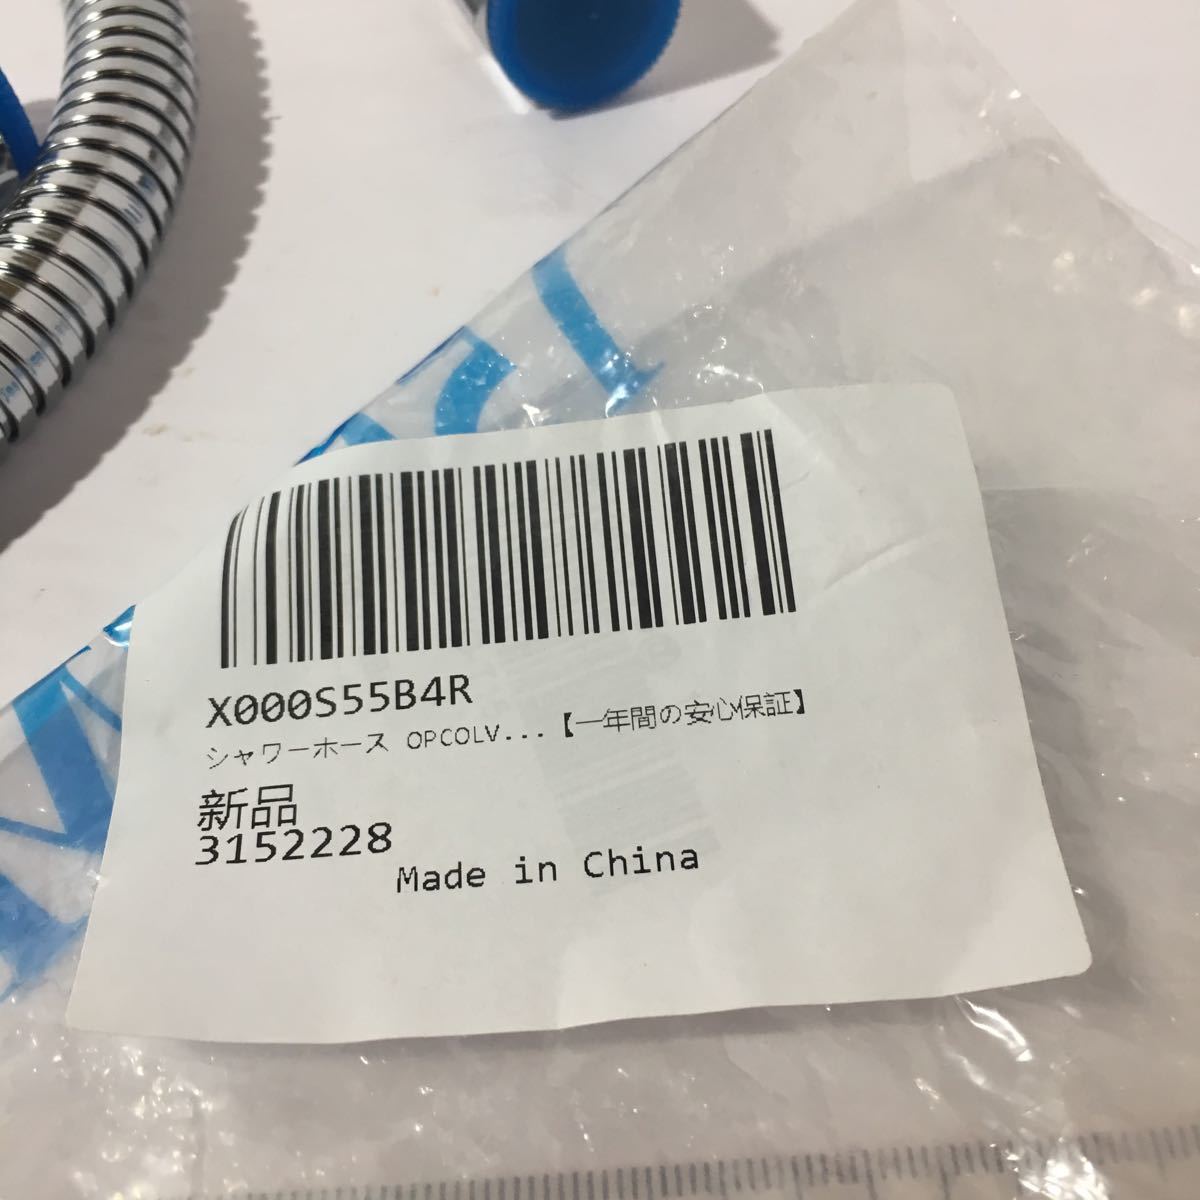 X000S55B4R
シャワーホース OPCOLV...【一年間の安心保証】
新品
3152228
Made in China